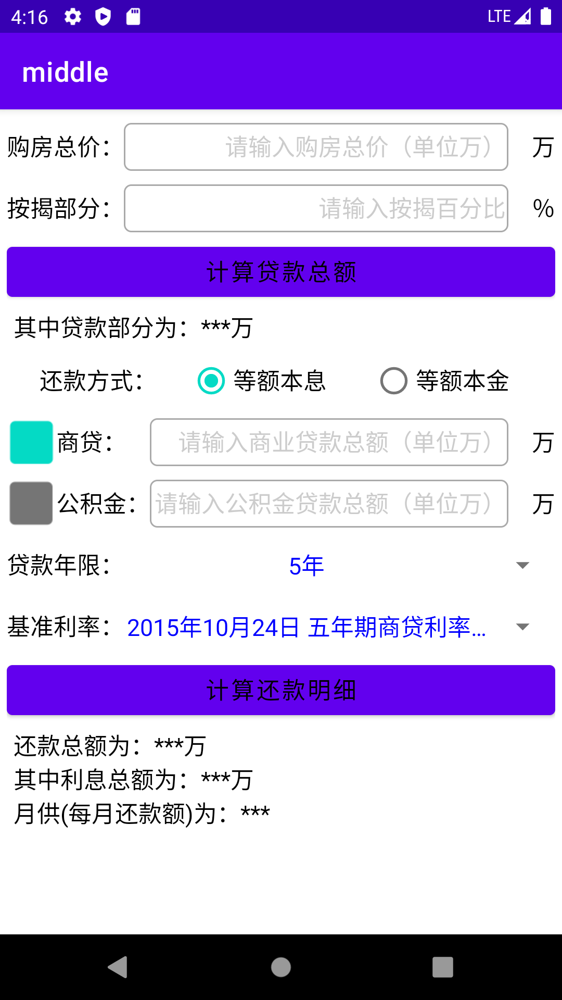 4:16 LTE
middle
购房总价： 请输入购房总价（单位万） 万
按揭部分： 请输入按揭百分比 %
计算贷款总额
其中贷款部分为：***万
还款方式： 等额本息 等额本金
商贷： 请输入商业贷款总额（单位万） 万
公积金： 请输入公积金贷款总额（单位万） 万
贷款年限： 5年
基准利率： 2015年10月24日 五年期商贷利率...
计算还款明细
还款总额为：***万
其中利息总额为：***万
月供(每月还款额)为：***